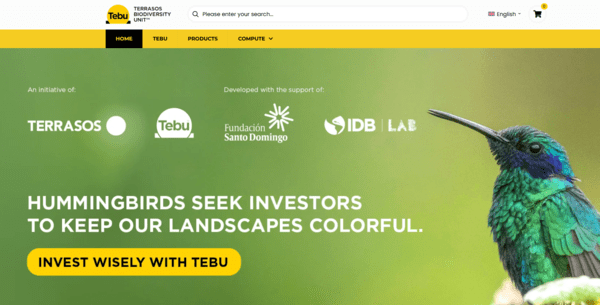 Tebu
TERRASOS
BIODIVERSITY
UNIT
Please enter your search...
English
0
HOME
TEBU
PRODUCTS
COMPUTE
An initiative of:
Developed with the support of:
TERRASOS
Tebu
Fundación
Santo Domingo
IDB | LAB
HUMMINGBIRDS SEEK INVESTORS
TO KEEP OUR LANDSCAPES COLORFUL.
INVEST WISELY WITH TEBU